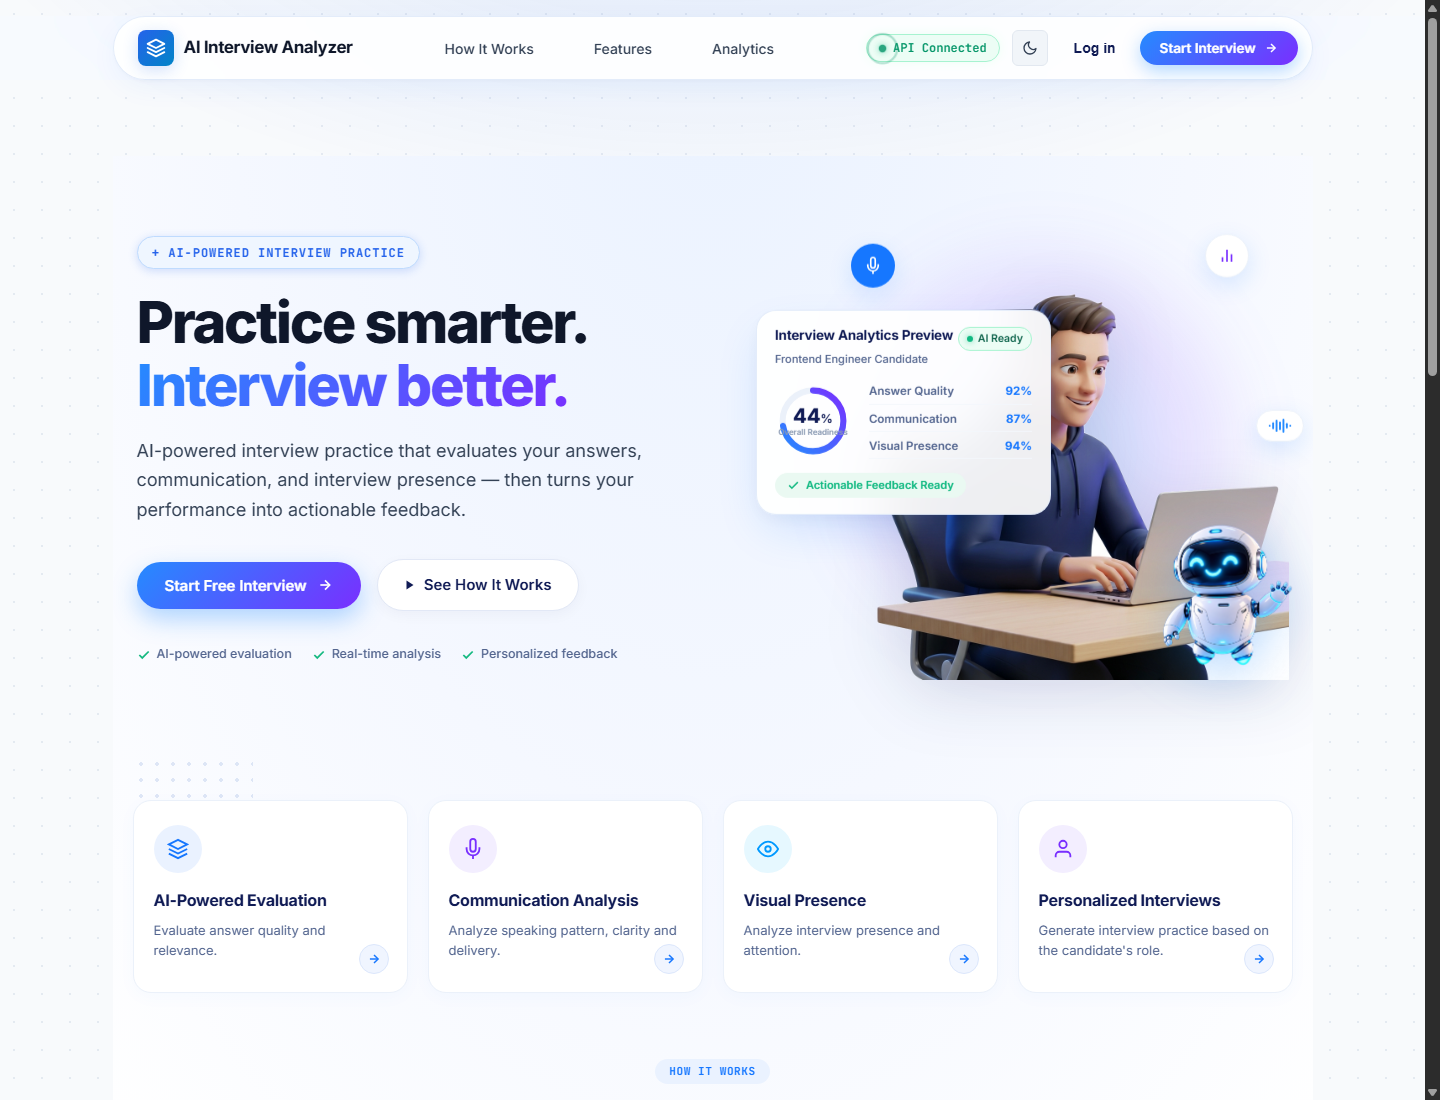 AI Interview Analyzer
How It Works
Features
Analytics
API Connected
Log in
Start Interview
+ AI-POWERED INTERVIEW PRACTICE
Practice smarter.
Interview better.
AI-powered interview practice that evaluates your answers,
communication, and interview presence — then turns your
performance into actionable feedback.
Start Free Interview
See How It Works
AI-powered evaluation
Real-time analysis
Personalized feedback
Interview Analytics Preview
AI Ready
Frontend Engineer Candidate
44%
Overall Readiness
Answer Quality 92%
Communication 87%
Visual Presence 94%
Actionable Feedback Ready
AI-Powered Evaluation
Evaluate answer quality and
relevance.
Communication Analysis
Analyze speaking pattern, clarity and
delivery.
Visual Presence
Analyze interview presence and
attention.
Personalized Interviews
Generate interview practice based on
the candidate's role.
HOW IT WORKS